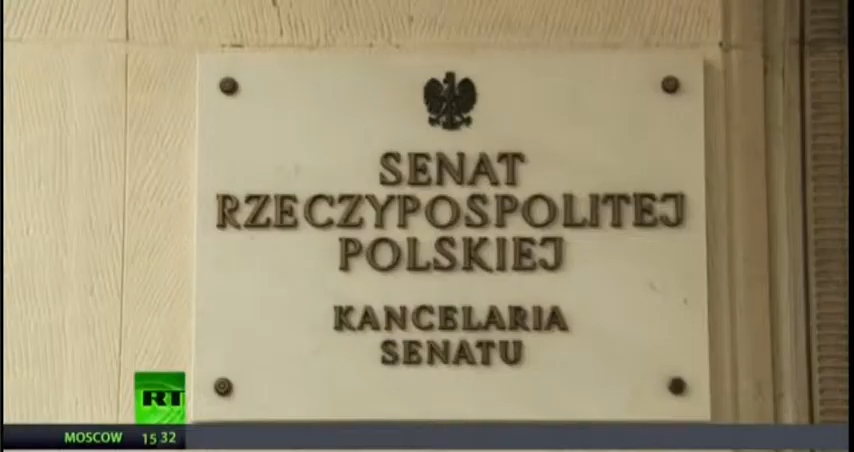 SENAT
RZECZYPOSPOLITEJ
POLSKIEJ
KANCELARIA
SENATU
RT
MOSCOW 15 32